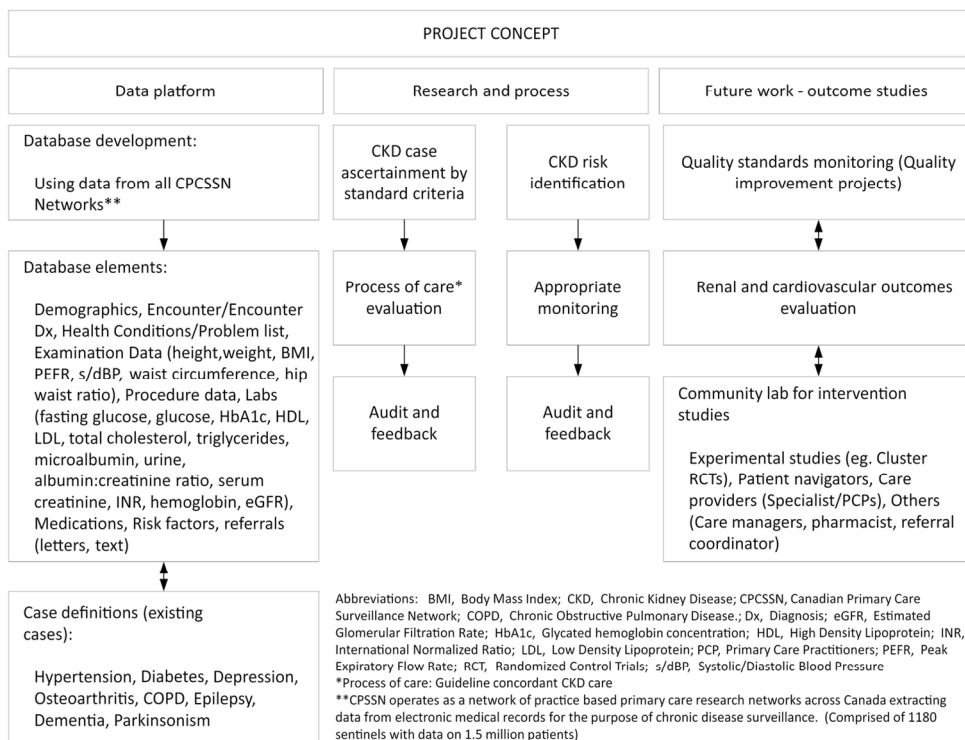 PROJECT CONCEPT
Data platform
Research and process
Future work - outcome studies
Database development:
Using data from all CPCSSN
Networks**
Database elements:
Demographics, Encounter/Encounter
Dx, Health Conditions/Problem list,
Examination Data (height,weight, BMI,
PEFR, s/dBP, waist circumference, hip
waist ratio), Procedure data, Labs
(fasting glucose, glucose, HbA1c, HDL,
LDL, total cholesterol, triglycerides,
microalbumin, urine,
albumin:creatinine ratio, serum
creatinine, INR, hemoglobin, eGFR),
Medications, Risk factors, referrals
(letters, text)
Case definitions (existing
cases):
Hypertension, Diabetes, Depression,
Osteoarthritis, COPD, Epilepsy,
Dementia, Parkinsonism
CKD case
ascertainment by
standard criteria
Process of care*
evaluation
Audit and
feedback
CKD risk
identification
Appropriate
monitoring
Audit and
feedback
Quality standards monitoring (Quality
improvement projects)
Renal and cardiovascular outcomes
evaluation
Community lab for intervention
studies
Experimental studies (eg. Cluster
RCTs), Patient navigators, Care
providers (Specialist/PCPs), Others
(Care managers, pharmacist, referral
coordinator)
Abbreviations: BMI, Body Mass Index; CKD, Chronic Kidney Disease; CPCSSN, Canadian Primary Care
Surveillance Network; COPD, Chronic Obstructive Pulmonary Disease.; Dx, Diagnosis; eGFR, Estimated
Glomerular Filtration Rate; HbA1c, Glycated hemoglobin concentration; HDL, High Density Lipoprotein; INR,
International Normalized Ratio; LDL, Low Density Lipoprotein; PCP, Primary Care Practitioners; PEFR, Peak
Expiratory Flow Rate; RCT, Randomized Control Trials; s/dBP, Systolic/Diastolic Blood Pressure
*Process of care: Guideline concordant CKD care
**CPSSN operates as a network of practice based primary care research networks across Canada extracting
data from electronic medical records for the purpose of chronic disease surveillance. (Comprised of 1180
sentinels with data on 1.5 million patients)